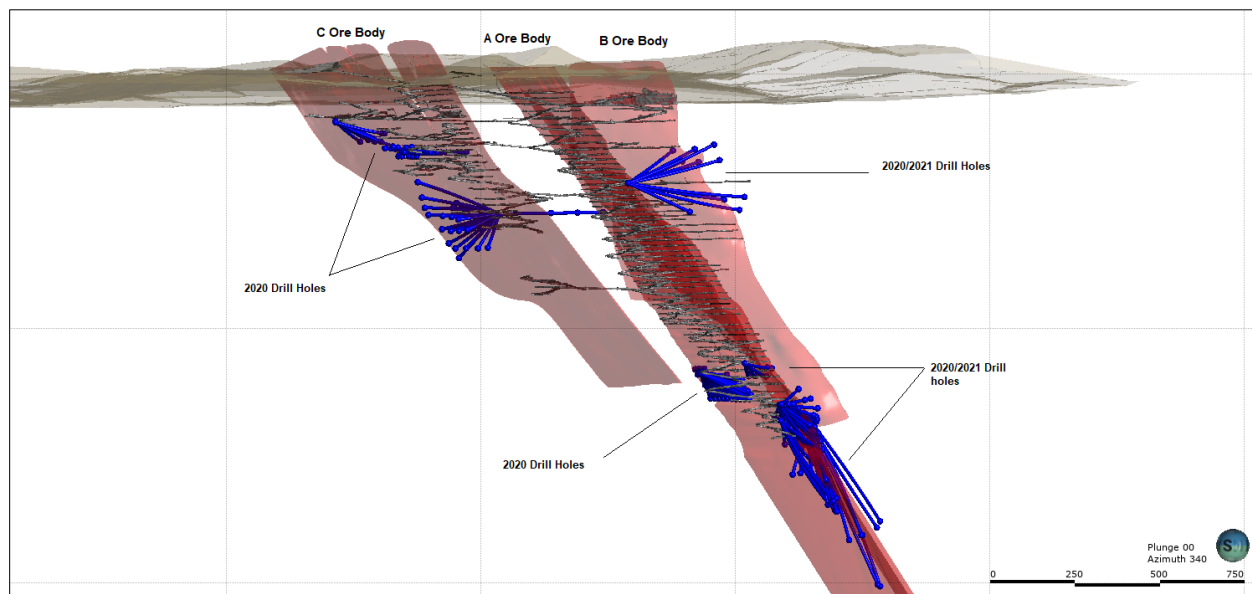 C Ore Body
A Ore Body
B Ore Body
2020/2021 Drill Holes
2020 Drill Holes
2020/2021 Drill
holes
2020 Drill Holes
Plunge 00
Azimuth 340
0 250 500 750